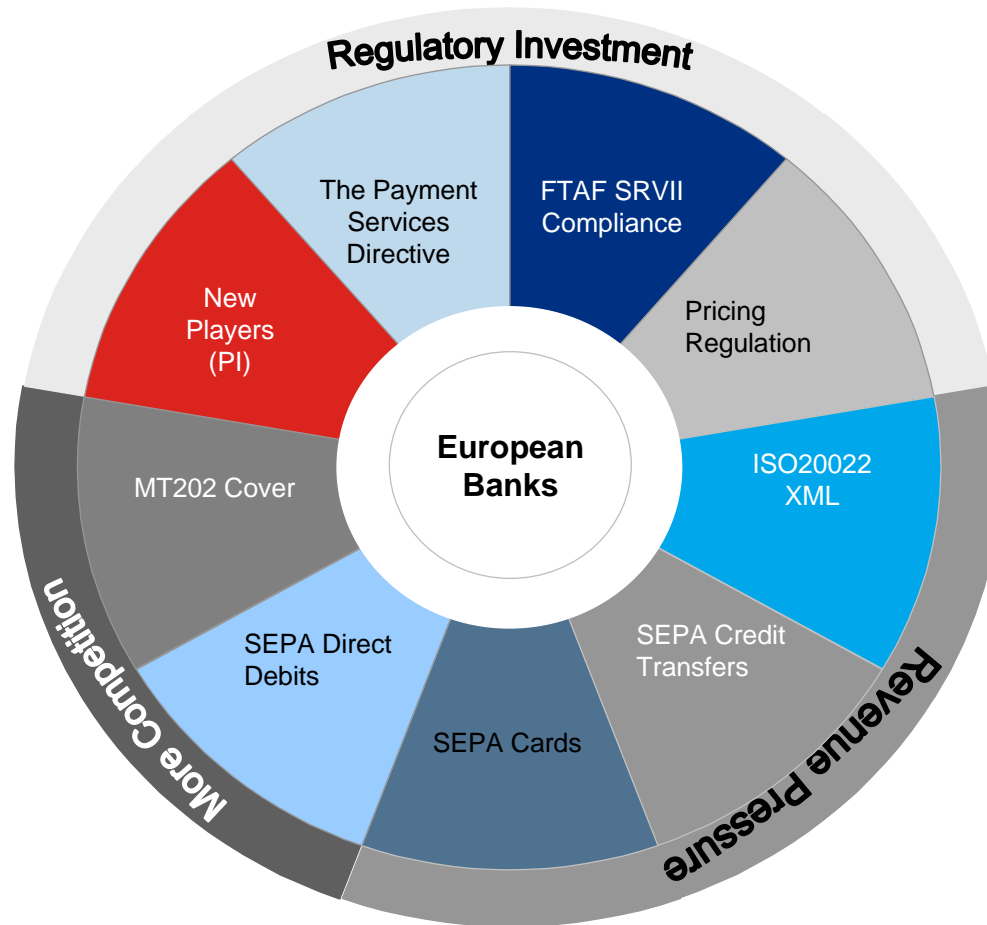 Regulatory Investment
The Payment
Services
Directive
FTAF SRVII
Compliance
New
Players
(PI)
Pricing
Regulation
European
Banks
MT202 Cover
ISO20022
XML
SEPA Direct
Debits
SEPA Credit
Transfers
SEPA Cards
More Competition
Revenue Pressure